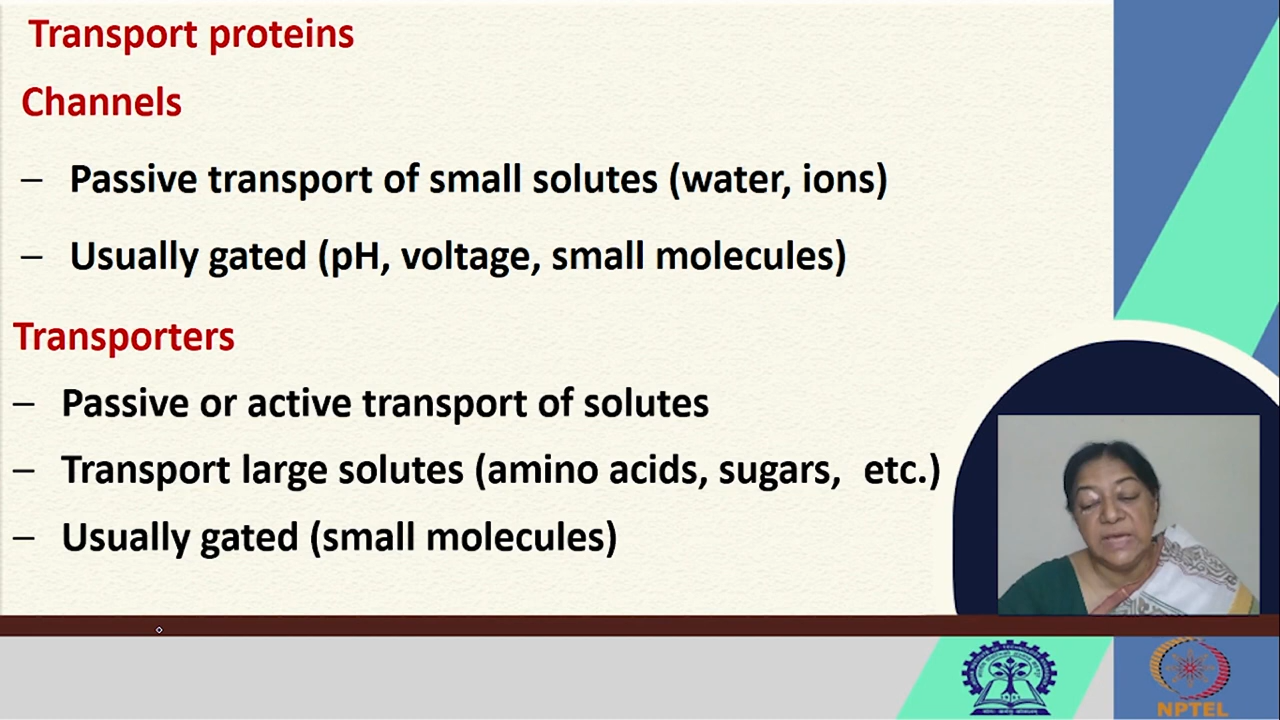 Transport proteins
Channels
– Passive transport of small solutes (water, ions)
– Usually gated (pH, voltage, small molecules)
Transporters
– Passive or active transport of solutes
– Transport large solutes (amino acids, sugars,  etc.)
– Usually gated (small molecules)
NPTEL